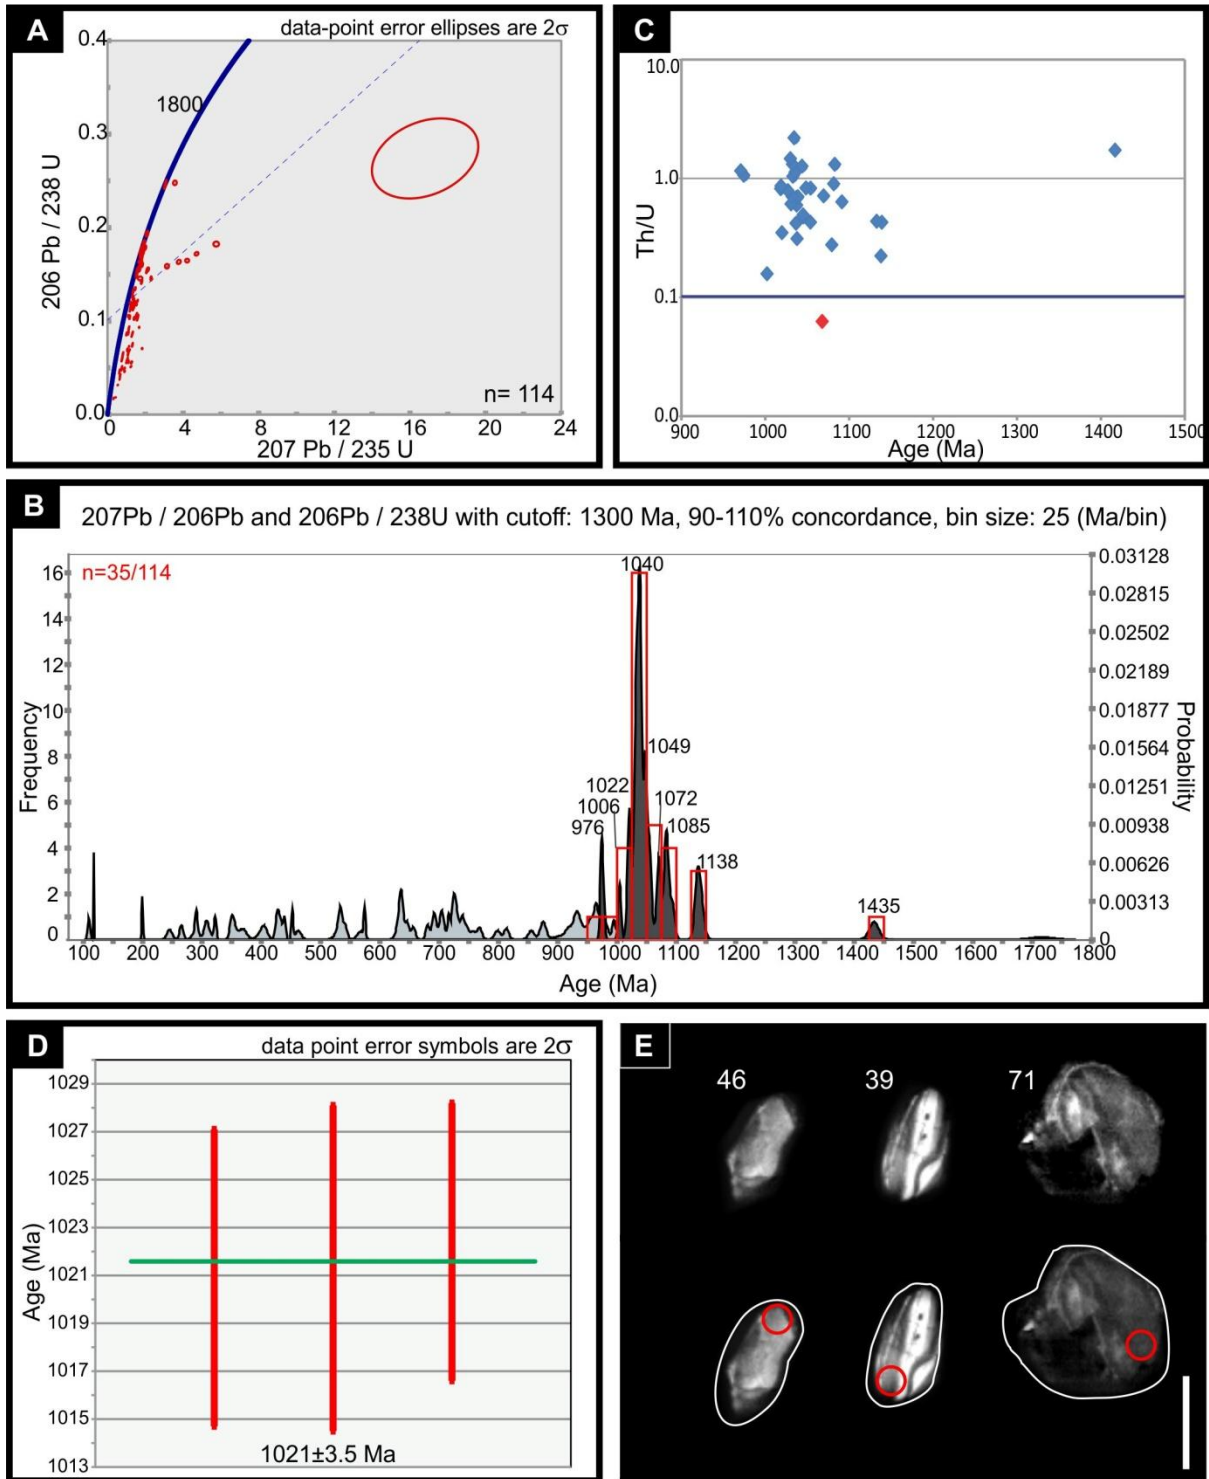 A
data-point error ellipses are 2σ
0.4
0.3
0.2
0.1
0.0
1800
n= 114
0 4 8 12 16 20 24
207 Pb / 235 U
206 Pb / 238 U
C
10.0
1.0
0.1
0.0
900 1000 1100 1200 1300 1400 1500
Age (Ma)
Th/U
B
207Pb / 206Pb and 206Pb / 238U with cutoff: 1300 Ma, 90-110% concordance, bin size: 25 (Ma/bin)
n=35/114
16
14
12
10
8
6
4
2
0
Frequency
1040
1049
1022
1006
976
1072
1085
1138
1435
0.03128
0.02815
0.02502
0.02189
0.01877
0.01564
0.01251
0.00938
0.00626
0.00313
0
Probability
100 200 300 400 500 600 700 800 900 1000 1100 1200 1300 1400 1500 1600 1700 1800
Age (Ma)
D
data point error symbols are 2σ
1029
1027
1025
1023
1021
1019
1017
1015
1013
Age (Ma)
1021±3.5 Ma
E
46 39 71